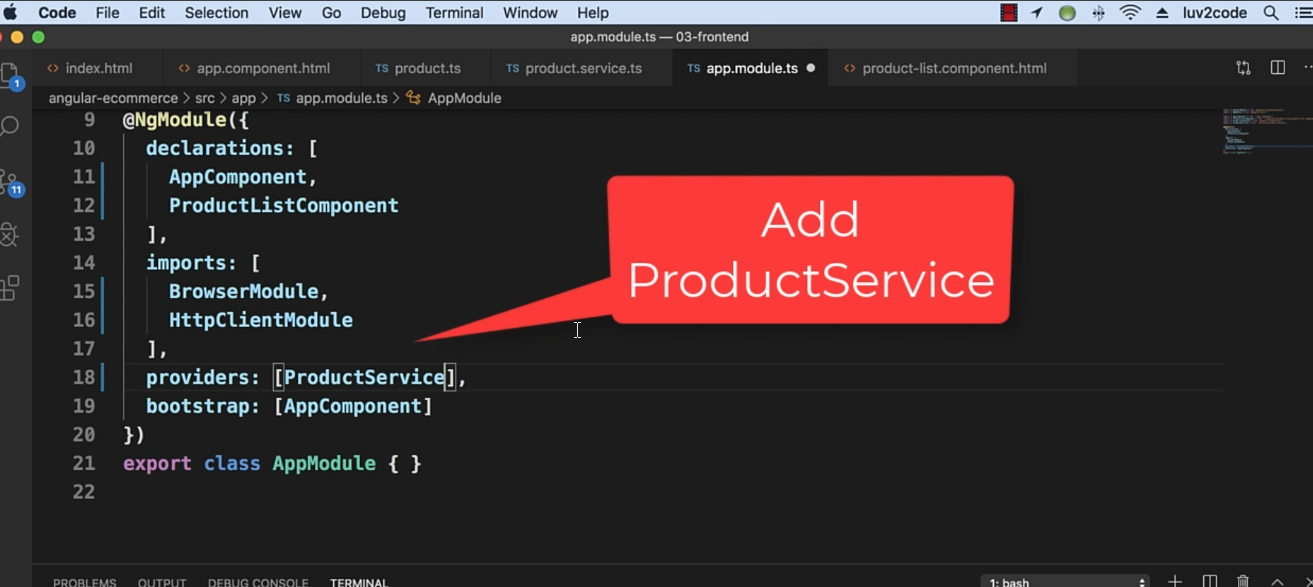 Code File Edit Selection View Go Debug Terminal Window Help luv2code
app.module.ts — 03-frontend
index.html app.component.html TS product.ts TS product.service.ts TS app.module.ts product-list.component.html
1
angular-ecommerce > src > app > TS app.module.ts > AppModule
9 @NgModule({
10 declarations: [
11 AppComponent,
11
12 ProductListComponent
13 ],
14 imports: [
15 BrowserModule,
16 HttpClientModule
17 ],
18 providers: [ProductService],
19 bootstrap: [AppComponent]
20 })
21 export class AppModule { }
22
Add
ProductService
PROBLEMS OUTPUT DEBUG CONSOLE TERMINAL 1: bash